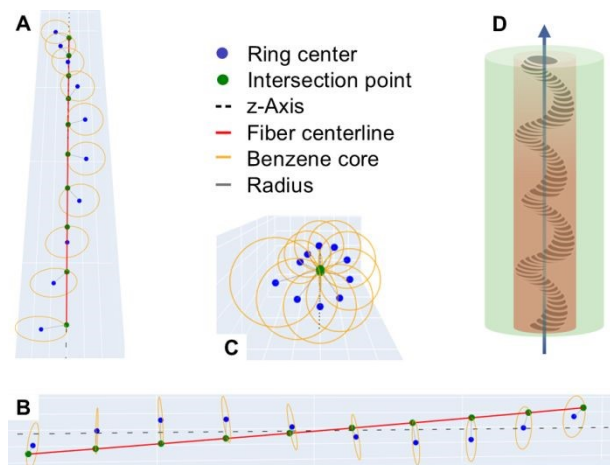 A
D
Ring center
Intersection point
z-Axis
Fiber centerline
Benzene core
Radius
C
B